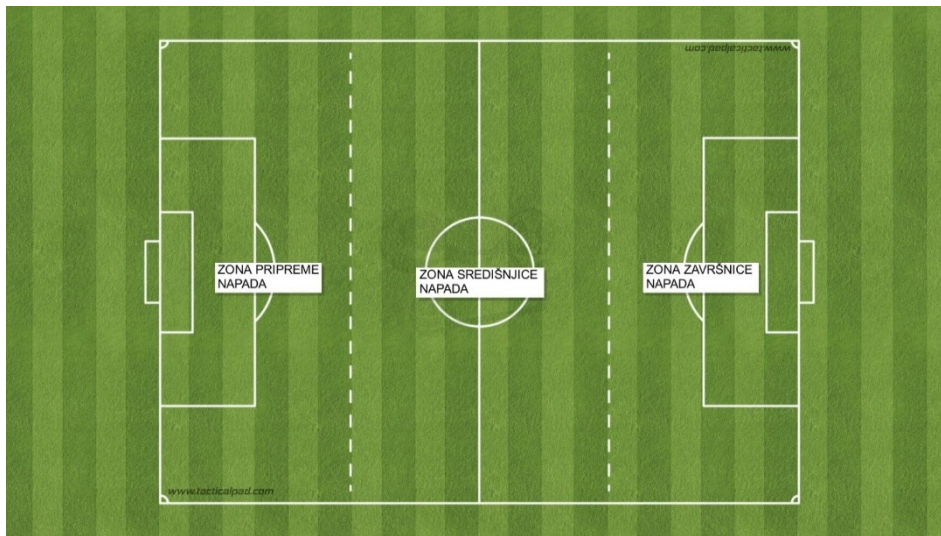 www.tacticalpad.com
ZONA PRIPREME
NAPADA
ZONA SREDIŠNJICE
NAPADA
ZONA ZAVRŠNICE
NAPADA
www.tacticalpad.com